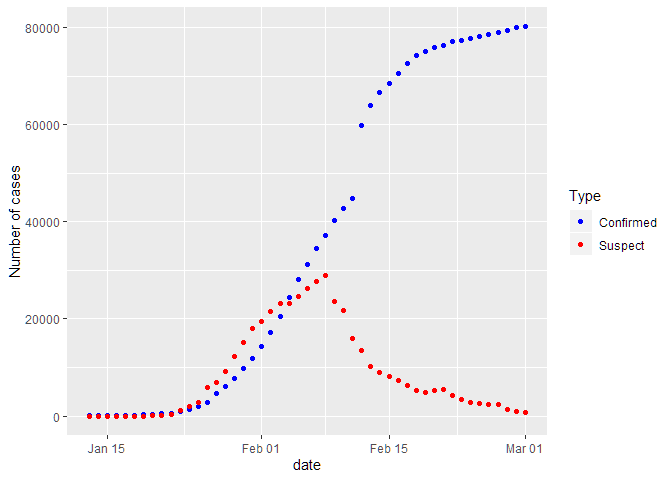 80000
60000
40000
20000
0
Number of cases
Jan 15
Feb 01
Feb 15
Mar 01
date
Type
Confirmed
Suspect